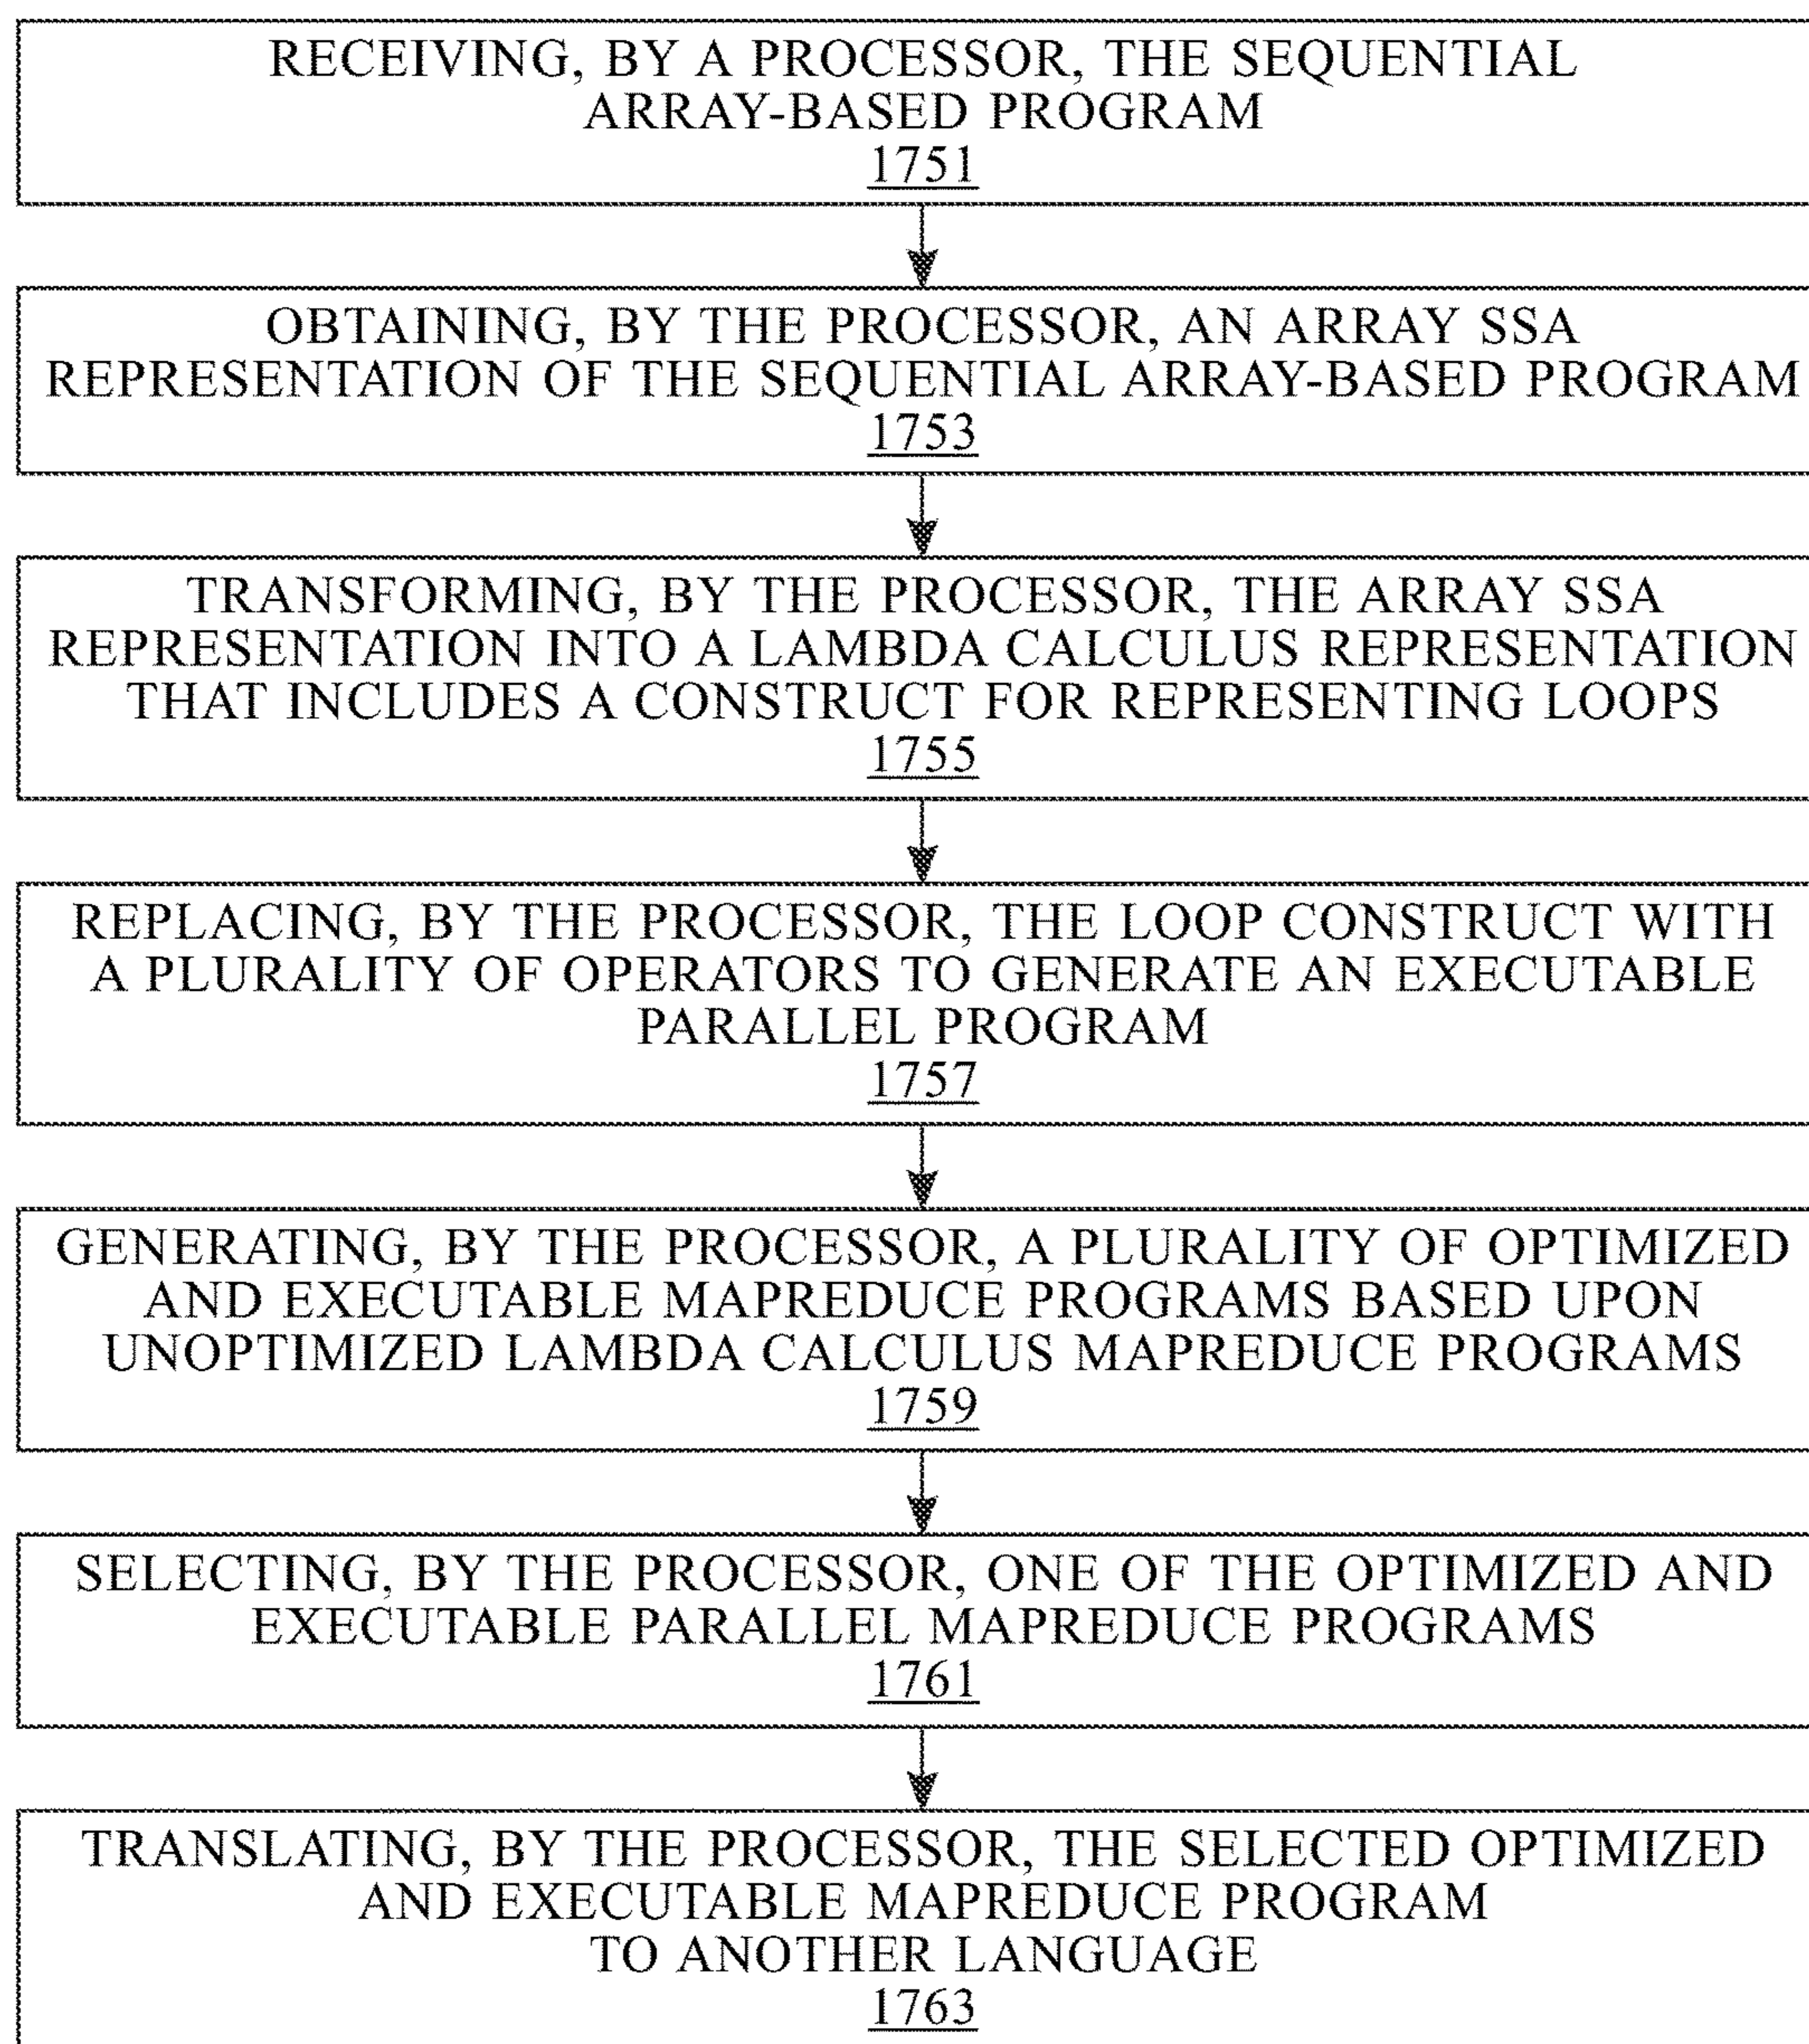 RECEIVING, BY A PROCESSOR, THE SEQUENTIAL
ARRAY-BASED PROGRAM
1751
OBTAINING, BY THE PROCESSOR, AN ARRAY SSA
REPRESENTATION OF THE SEQUENTIAL ARRAY-BASED PROGRAM
1753
TRANSFORMING, BY THE PROCESSOR, THE ARRAY SSA
REPRESENTATION INTO A LAMBDA CALCULUS REPRESENTATION
THAT INCLUDES A CONSTRUCT FOR REPRESENTING LOOPS
1755
REPLACING, BY THE PROCESSOR, THE LOOP CONSTRUCT WITH
A PLURALITY OF OPERATORS TO GENERATE AN EXECUTABLE
PARALLEL PROGRAM
1757
GENERATING, BY THE PROCESSOR, A PLURALITY OF OPTIMIZED
AND EXECUTABLE MAPREDUCE PROGRAMS BASED UPON
UNOPTIMIZED LAMBDA CALCULUS MAPREDUCE PROGRAMS
1759
SELECTING, BY THE PROCESSOR, ONE OF THE OPTIMIZED AND
EXECUTABLE PARALLEL MAPREDUCE PROGRAMS
1761
TRANSLATING, BY THE PROCESSOR, THE SELECTED OPTIMIZED
AND EXECUTABLE MAPREDUCE PROGRAM
TO ANOTHER LANGUAGE
1763